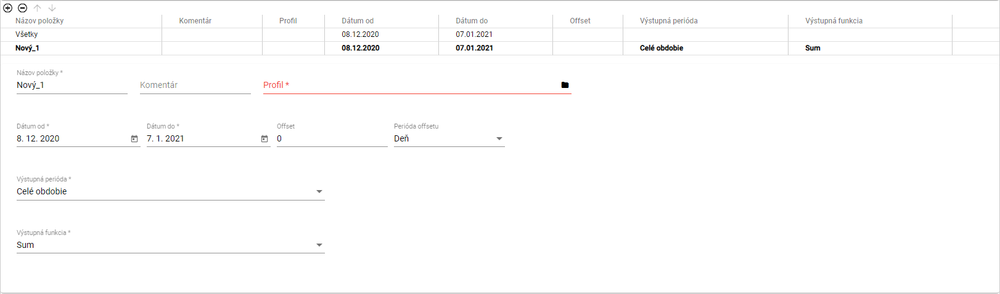 Názov položky Komentár Profil Dátum od Dátum do Offset Výstupná perióda Výstupná funkcia
Všetky 08.12.2020 07.01.2021
Nový_1 08.12.2020 07.01.2021 Celé obdobie Sum
Názov položky *
Nový_1 Komentár Profil *
Dátum od * Dátum do * Offset Perióda offsetu
8. 12. 2020 7. 1. 2021 0 Deň
Výstupná perióda *
Celé obdobie
Výstupná funkcia *
Sum